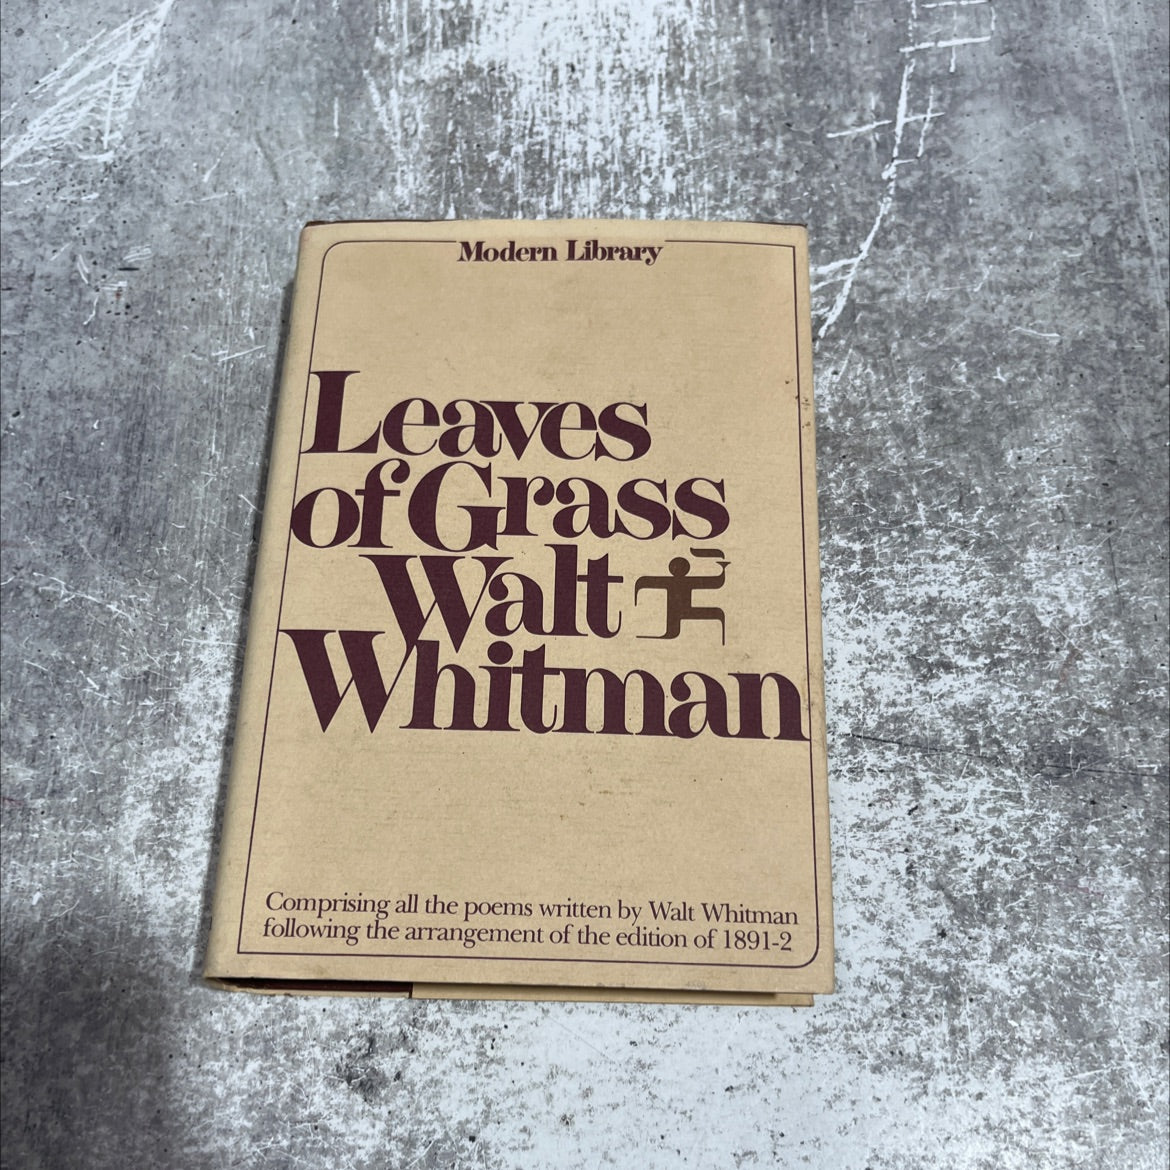 Modern Library
Leaves
of Grass
Walt
Whitman
Comprising all the poems written by Walt Whitman
following the arrangement of the edition of 1891-2